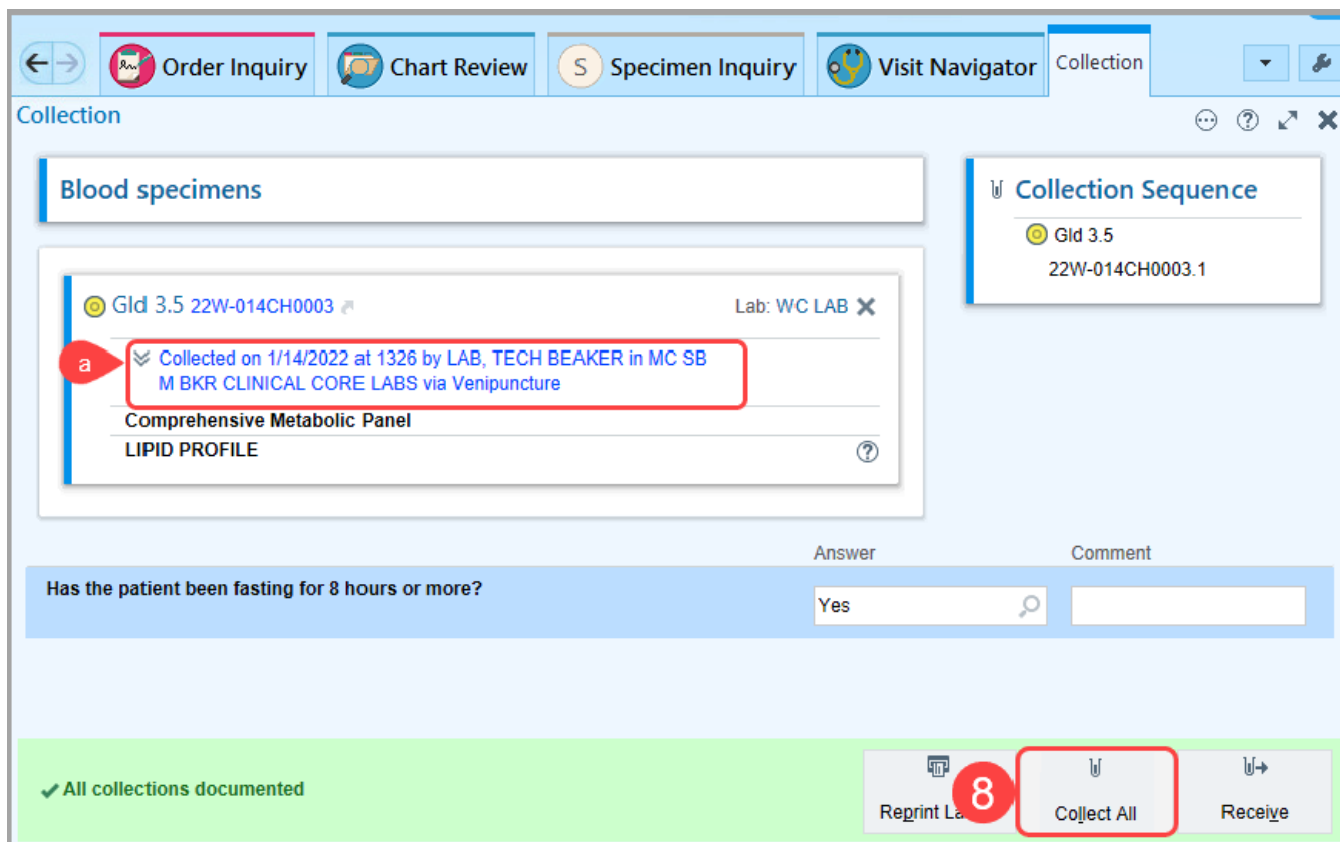 Order Inquiry
Chart Review
S Specimen Inquiry
Visit Navigator
Collection
Collection
Blood specimens
Collection Sequence
Gld 3.5
22W-014CH0003.1
Gld 3.5 22W-014CH0003
Lab: WC LAB
a
Collected on 1/14/2022 at 1326 by LAB, TECH BEAKER in MC SB
M BKR CLINICAL CORE LABS via Venipuncture
Comprehensive Metabolic Panel
LIPID PROFILE
Answer
Comment
Has the patient been fasting for 8 hours or more?
Yes
All collections documented
Reprint
8
Collect All
Receive